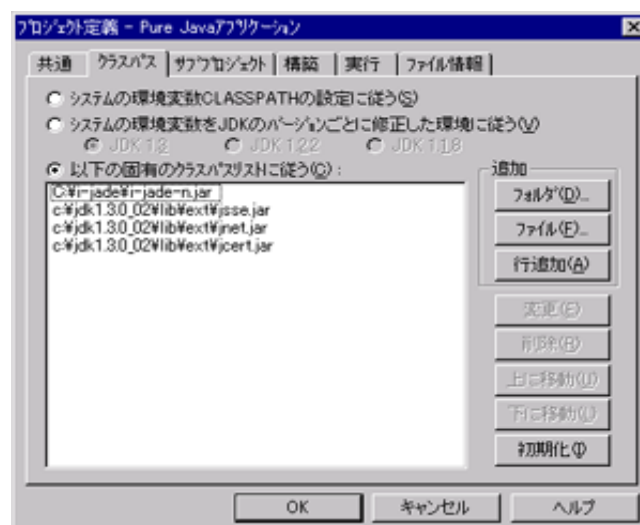 プロジェクト定義 - Pure Javaアプリケーション
共通 クラスパス サブプロジェクト 構築 実行 ファイル情報
システムの環境変数CLASSPATHの設定に従う(S)
システムの環境変数をJDKのバージョンごとに修正した環境に従う(V)
JDK 1.3 JDK 1.2.2 JDK 1.1.8
以下の固有のクラスパスリストに従う(C):
追加
C:¥i-jade¥i-jade-n.jar
c:¥jdk1.3.0_02¥lib¥ext¥jsse.jar
c:¥jdk1.3.0_02¥lib¥ext¥jnet.jar
c:¥jdk1.3.0_02¥lib¥ext¥jcert.jar
フォルダ(D)...
ファイル(F)...
行追加(A)
変更(E)
削除(R)
上に移動(U)
下に移動(L)
初期化(I)
OK キャンセル ヘルプ